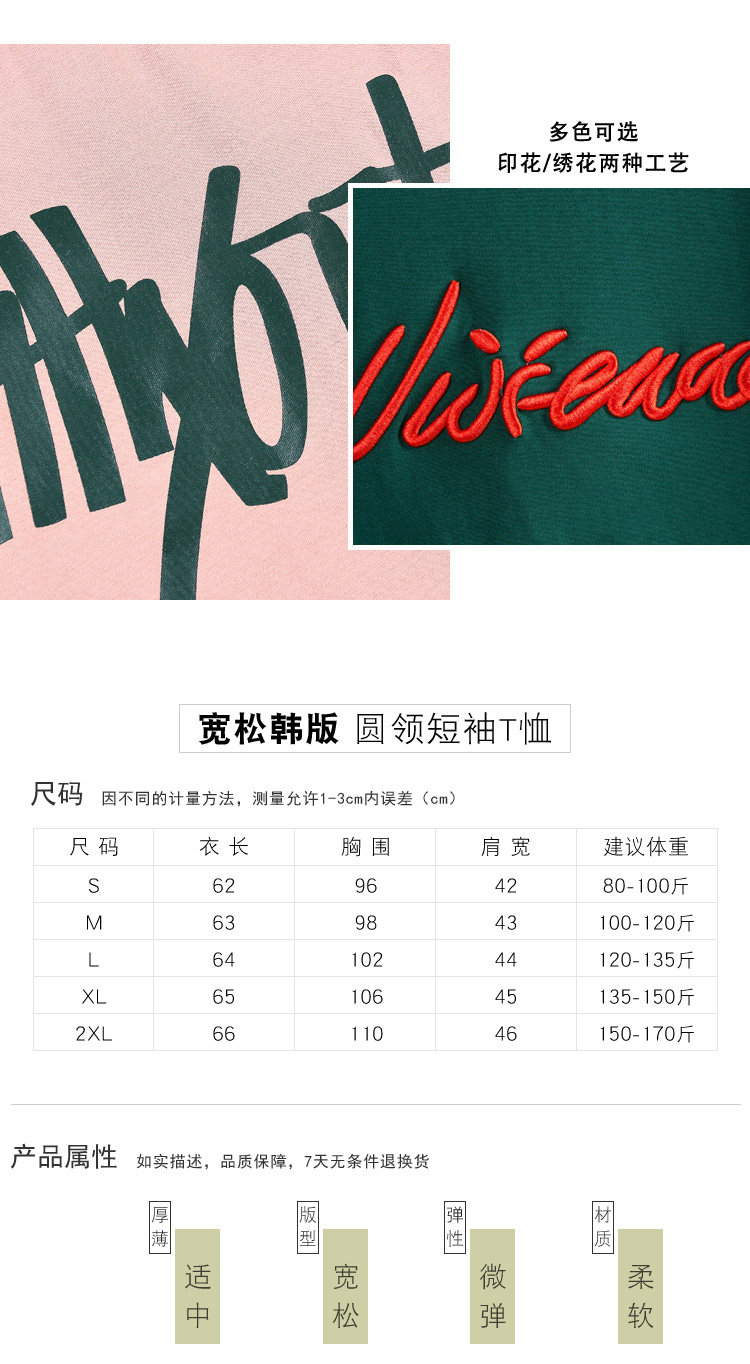 多色可选
印花/绣花两种工艺
宽松韩版 圆领短袖T恤
尺码 因不同的计量方法，测量允许1-3cm内误差（cm）
尺 码 衣 长 胸 围 肩 宽 建议体重
S 62 96 42 80-100斤
M 63 98 43 100-120斤
L 64 102 44 120-135斤
XL 65 106 45 135-150斤
2XL 66 110 46 150-170斤
产品属性 如实描述，品质保障，7天无条件退换货
厚薄 版型 弹性 材质
适中 宽松 微弹 柔软